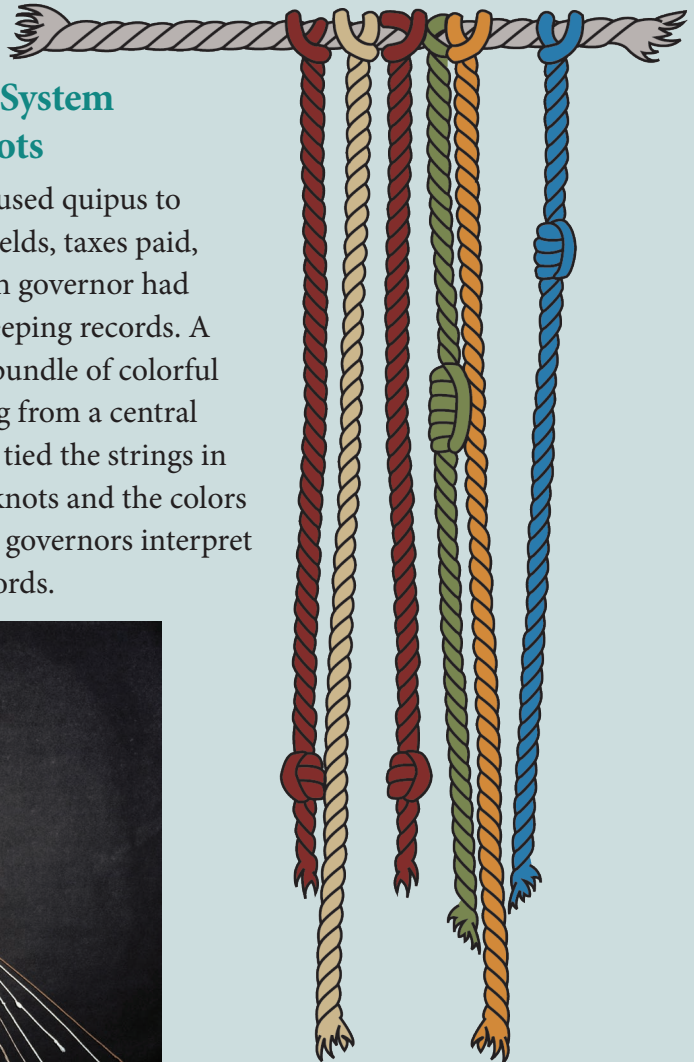 System
ots
used quipus to
elds, taxes paid,
n governor had
eeping records. A
bundle of colorful
g from a central
tied the strings in
knots and the colors
governors interpret
ords.